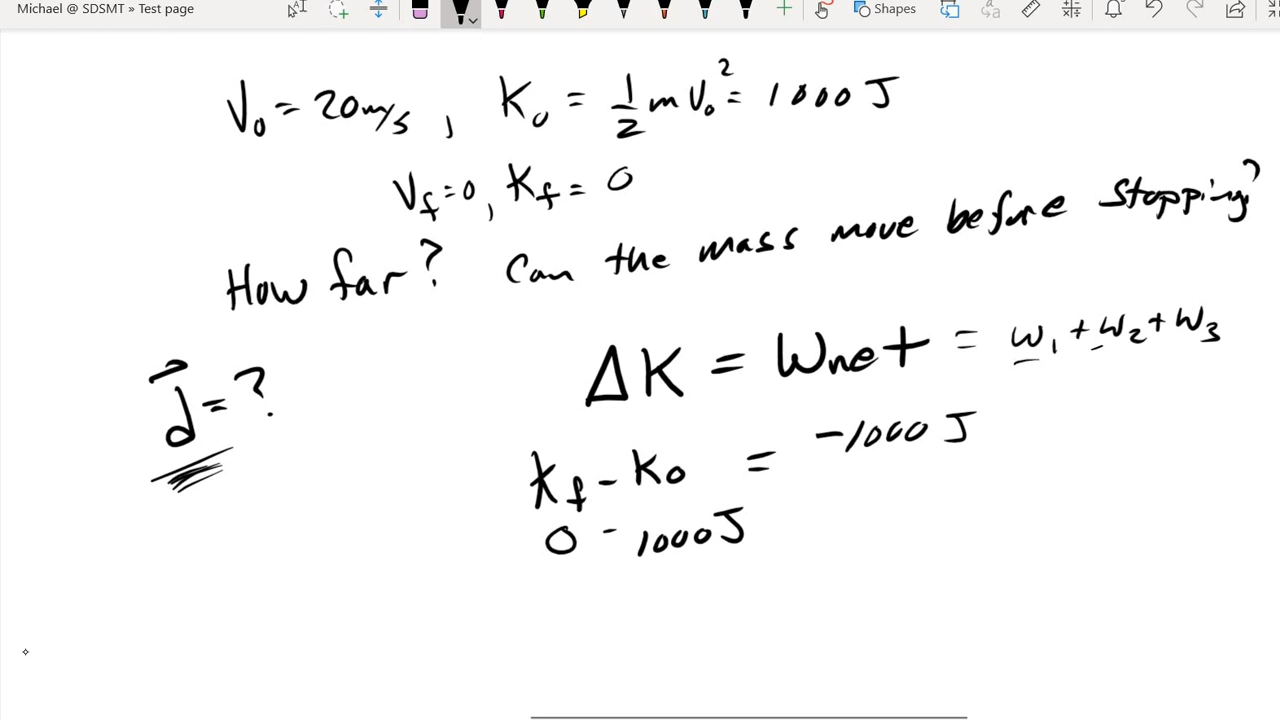 Michael @ SDSMT » Test page
Shapes
V₀ = 20 m/s , K₀ = 1/2 m V₀² = 1000 J
V_f = 0, K_f = 0
How far? Can the mass move before stopping?
ΔK = Wnet = W₁ + W₂ + W₃
d⃗ = ?
K_f - K₀ = -1000 J
0 - 1000 J